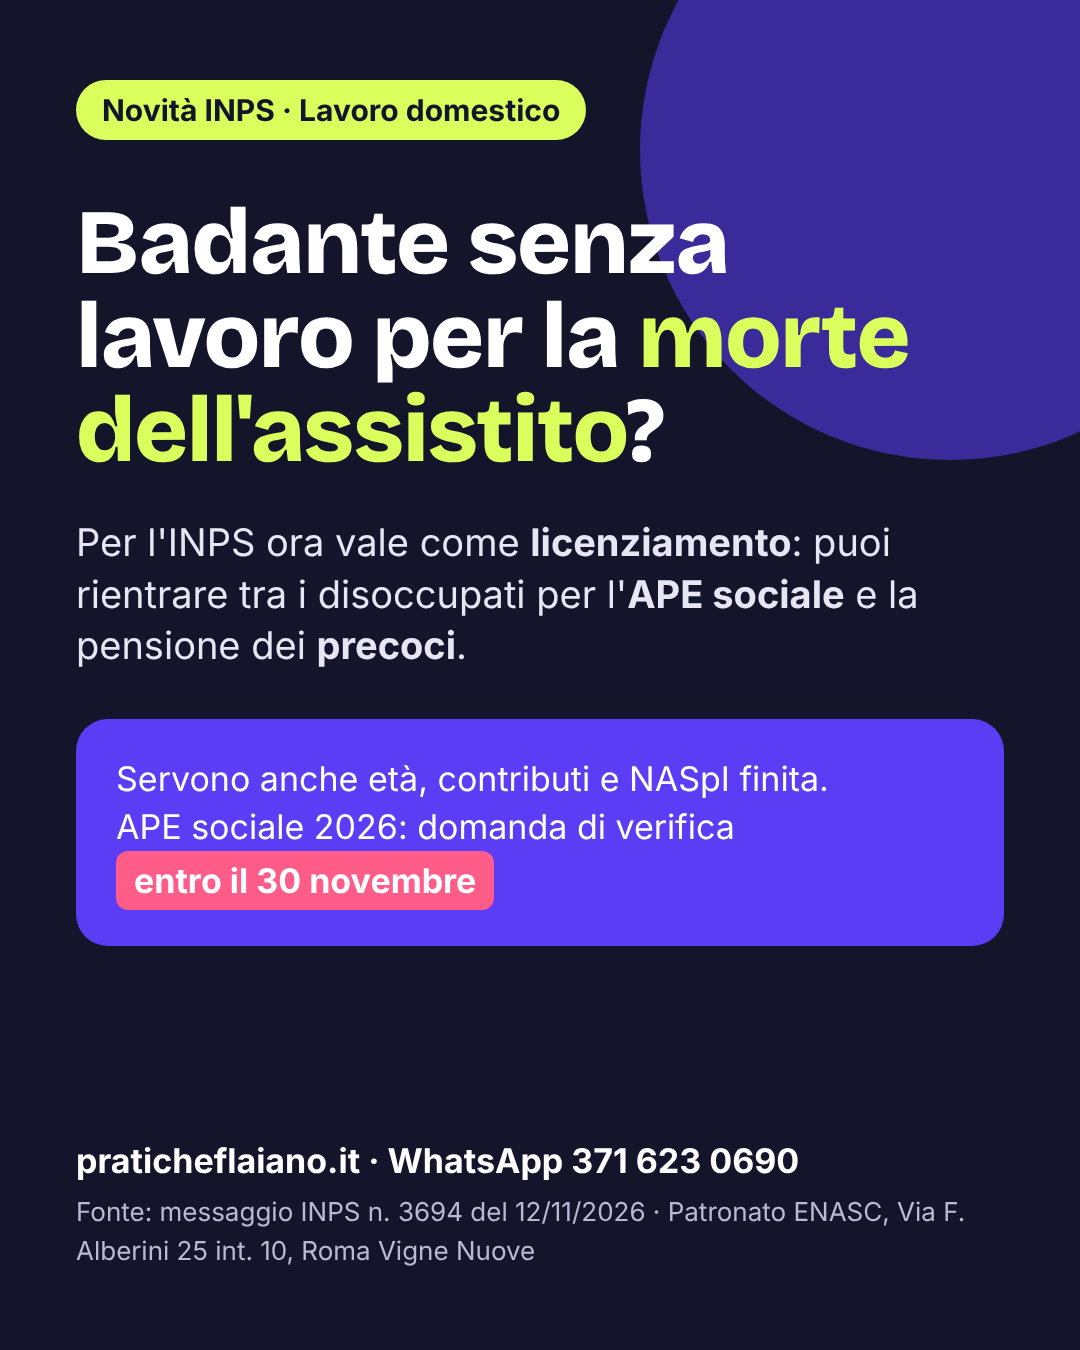 Novità INPS · Lavoro domestico
Badante senza
lavoro per la morte
dell'assistito?
Per l'INPS ora vale come licenziamento: puoi
rientrare tra i disoccupati per l'APE sociale e la
pensione dei precoci.
Servono anche età, contributi e NASpI finita.
APE sociale 2026: domanda di verifica
entro il 30 novembre
praticheflaiano.it · WhatsApp 371 623 0690
Fonte: messaggio INPS n. 3694 del 12/11/2026 · Patronato ENASC, Via F.
Alberini 25 int. 10, Roma Vigne Nuove